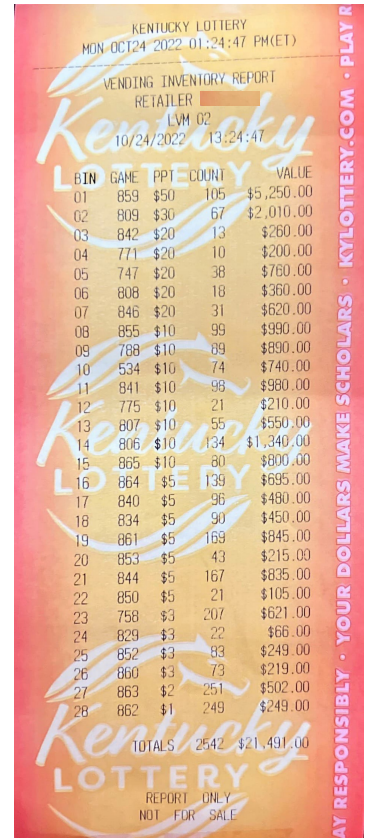 KENTUCKY LOTTERY
MON OCT24 2022 01:24:47 PM(ET)
VENDING INVENTORY REPORT
RETAILER
LVM 02
10/24/2022 13:24:47
BIN GAME PPT COUNT VALUE
01 859 $50 105 $5,250.00
02 809 $30 67 $2,010.00
03 842 $20 13 $260.00
04 771 $20 10 $200.00
05 747 $20 38 $760.00
06 808 $20 18 $360.00
07 846 $20 31 $620.00
08 855 $10 99 $990.00
09 788 $10 89 $890.00
10 534 $10 74 $740.00
11 841 $10 98 $980.00
12 775 $10 21 $210.00
13 807 $10 55 $550.00
14 806 $10 134 $1,340.00
15 865 $10 80 $800.00
16 864 $5 139 $695.00
17 840 $5 96 $480.00
18 834 $5 90 $450.00
19 861 $5 169 $845.00
20 853 $5 43 $215.00
21 844 $5 167 $835.00
22 850 $5 21 $105.00
23 758 $3 207 $621.00
24 829 $3 22 $66.00
25 852 $3 83 $249.00
26 860 $3 73 $219.00
27 863 $2 251 $502.00
28 862 $1 249 $249.00
TOTALS 2542 $21,491.00
REPORT ONLY
NOT FOR SALE
Kentucky
LOTTERY
Kentucky
LOTTERY
Kentucky
LOTTERY
AY RESPONSIBLY • YOUR DOLLARS MAKE SCHOLARS • KYLOTTERY.COM • PLAY R